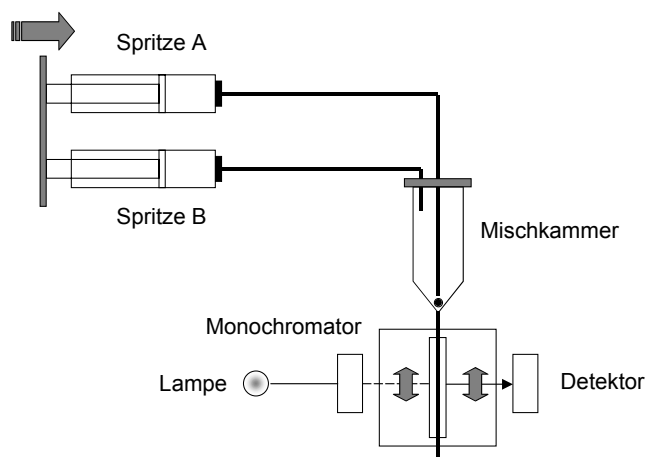 Spritze A
Spritze B
Mischkammer
Monochromator
Lampe
Detektor